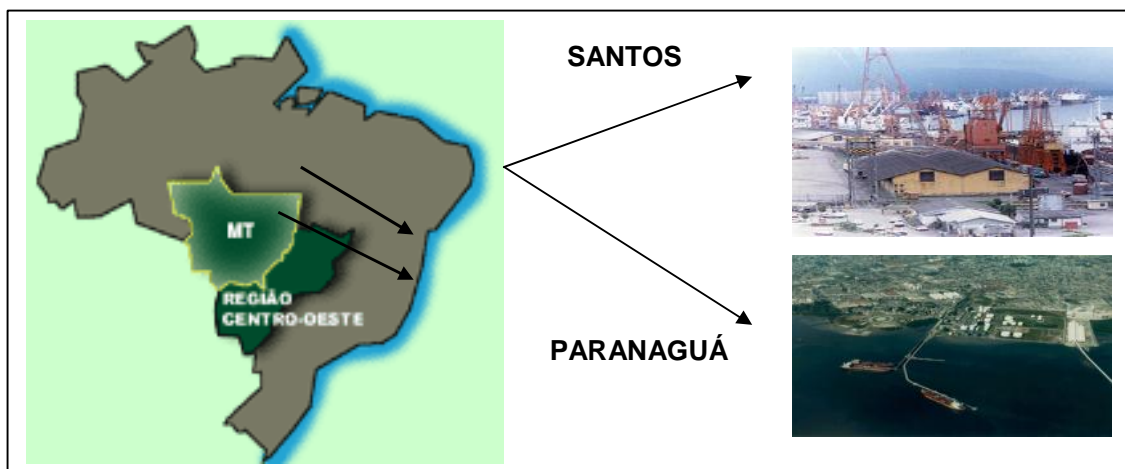 SANTOS
MT
REGIÃO
CENTRO-OESTE
PARANAGUÁ